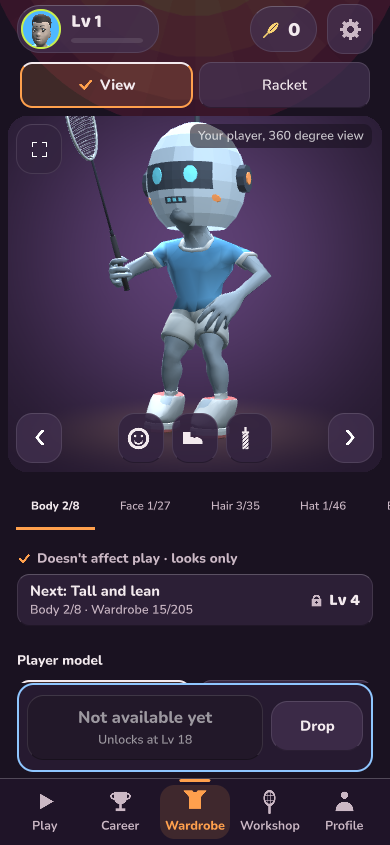 Lv 1
0
View
Racket
Your player, 360 degree view
Body 2/8
Face 1/27
Hair 3/35
Hat 1/46
Doesn't affect play · looks only
Next: Tall and lean
Body 2/8 · Wardrobe 15/205
Lv 4
Player model
Not available yet
Unlocks at Lv 18
Drop
Play
Career
Wardrobe
Workshop
Profile